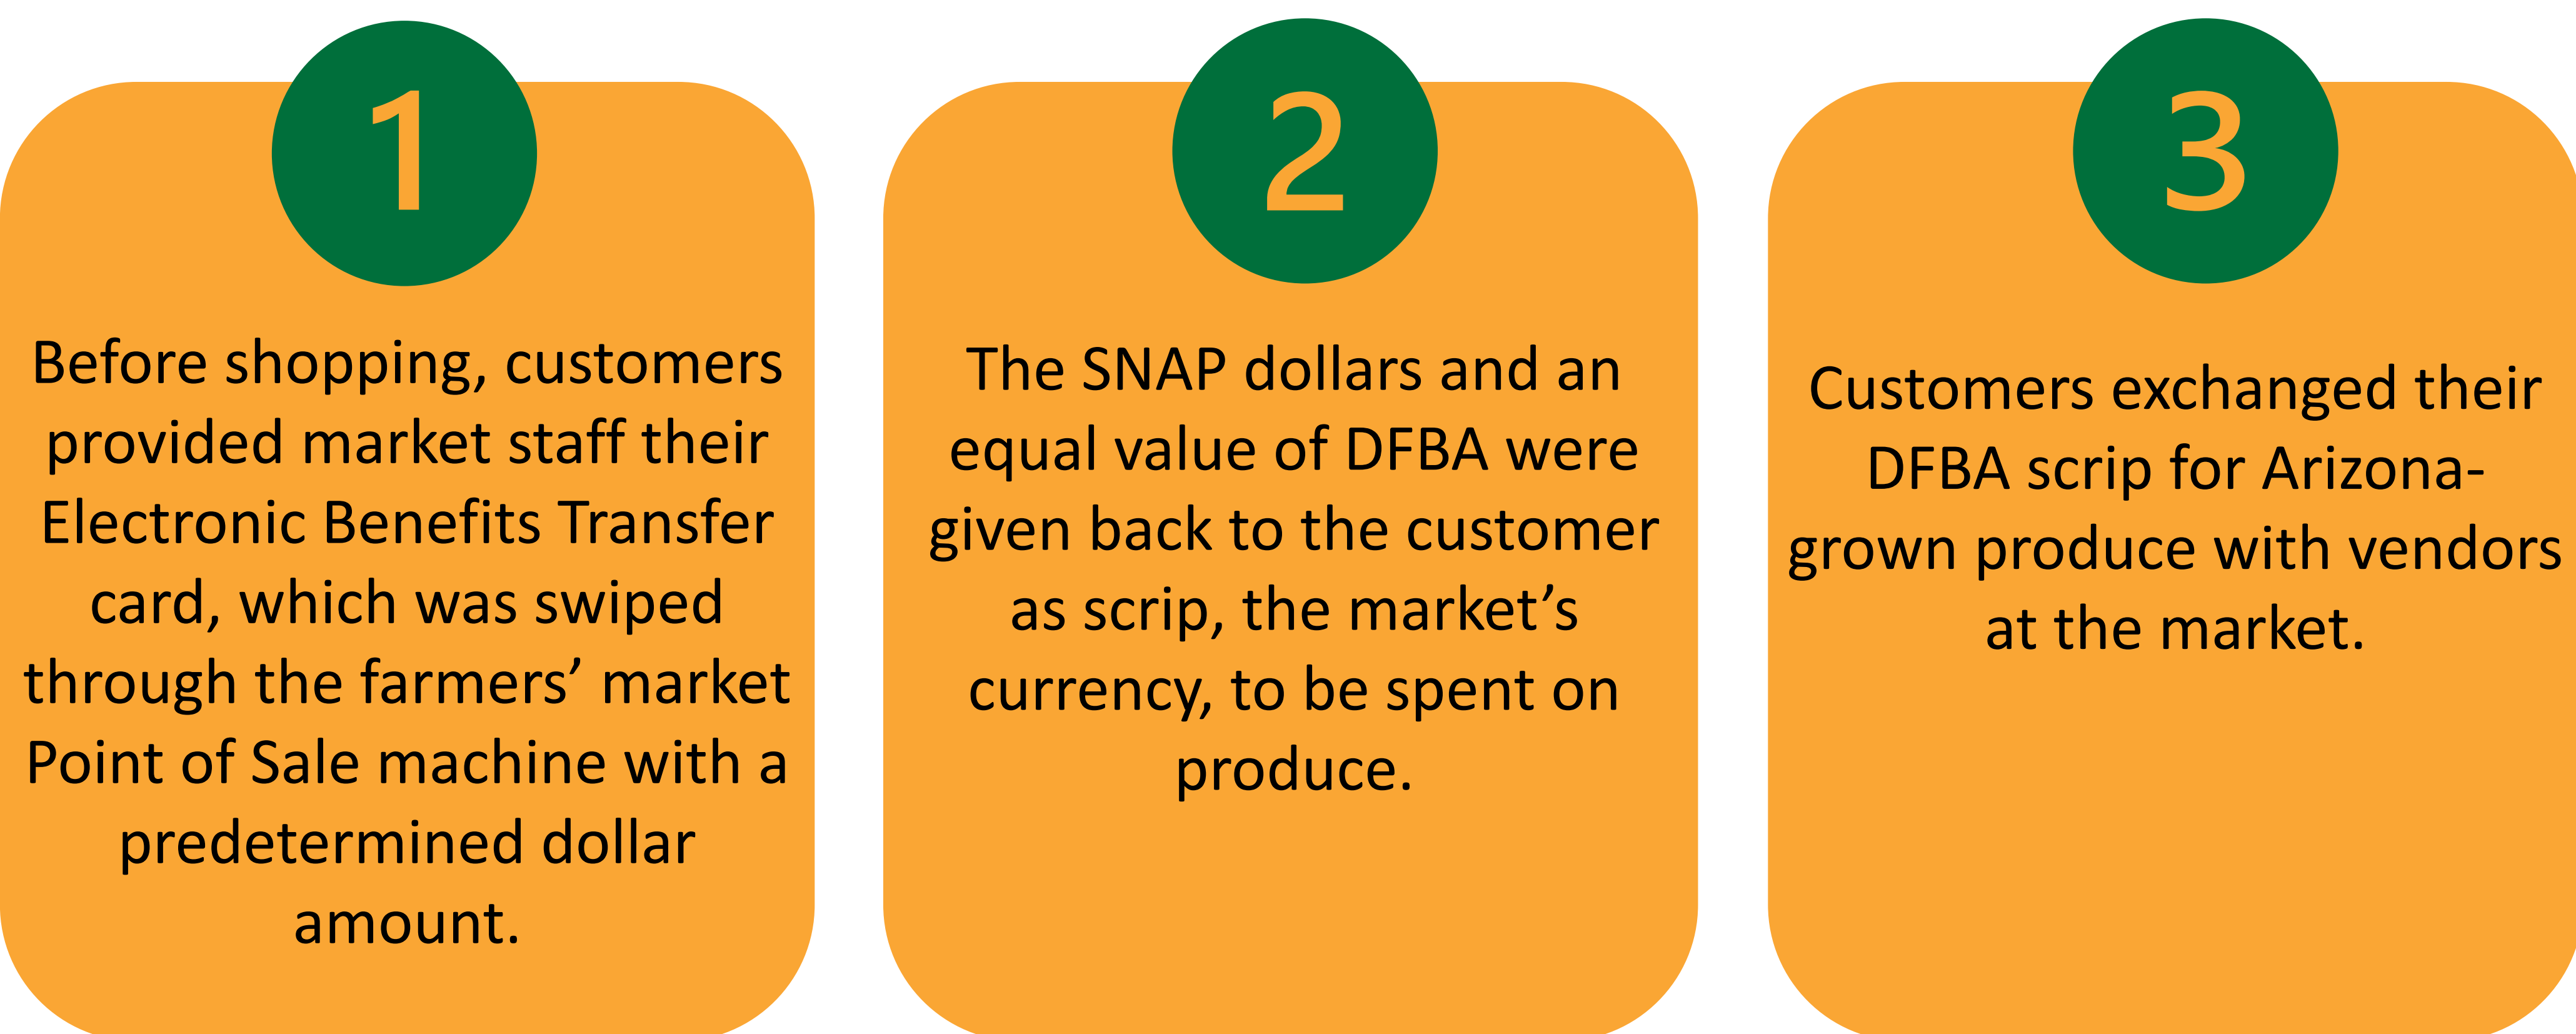 1
Before shopping, customers
provided market staff their
Electronic Benefits Transfer
card, which was swiped
through the farmers’ market
Point of Sale machine with a
predetermined dollar
amount.
2
The SNAP dollars and an
equal value of DFBA were
given back to the customer
as scrip, the market’s
currency, to be spent on
produce.
3
Customers exchanged their
DFBA scrip for Arizona-
grown produce with vendors
at the market.